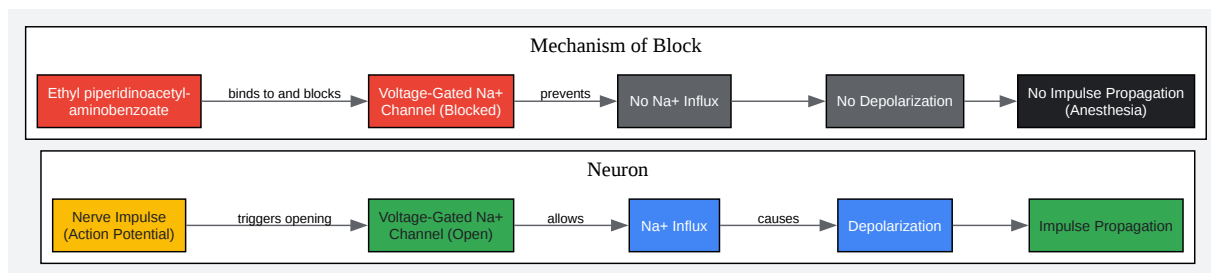 Mechanism of Block
Ethyl piperidinoacetyl-
aminobenzoate
binds to and blocks
Voltage-Gated Na+
Channel (Blocked)
prevents
No Na+ Influx
No Depolarization
No Impulse Propagation
(Anesthesia)
Neuron
Nerve Impulse
(Action Potential)
triggers opening
Voltage-Gated Na+
Channel (Open)
allows
Na+ Influx
causes
Depolarization
Impulse Propagation